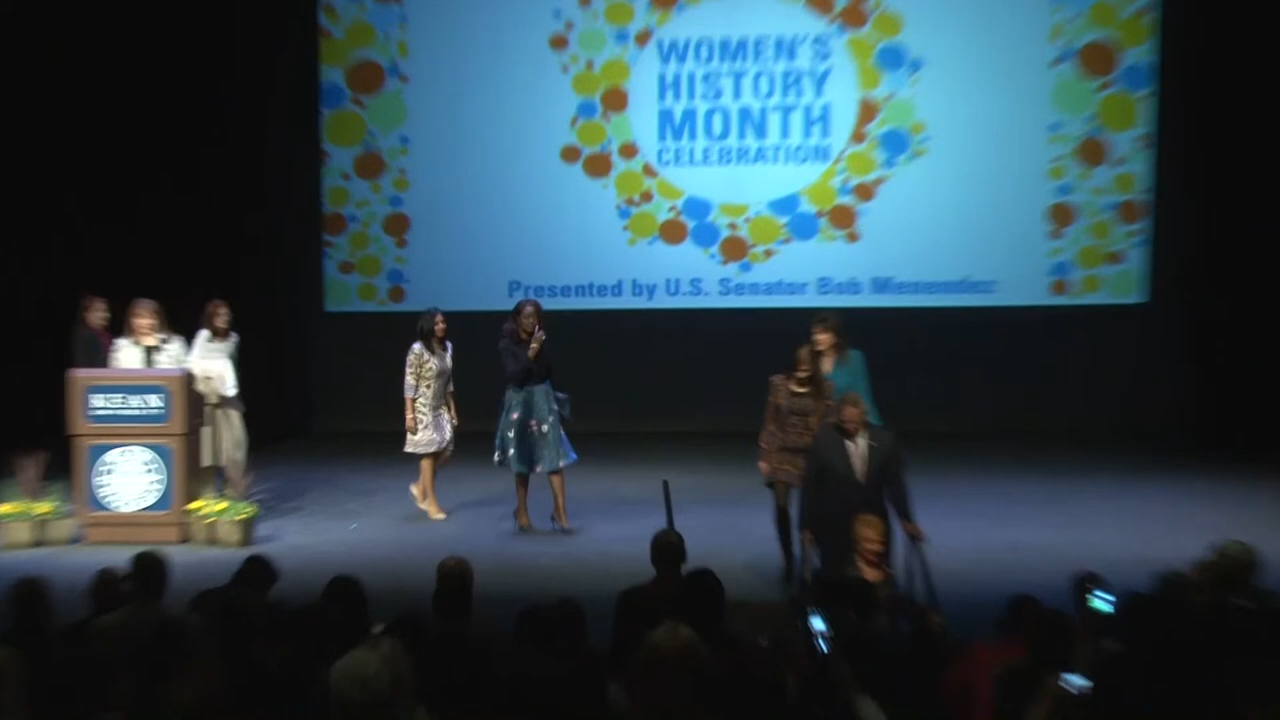 WOMEN'S
HISTORY
MONTH
CELEBRATION
Presented by U.S. Senator Bob Menendez